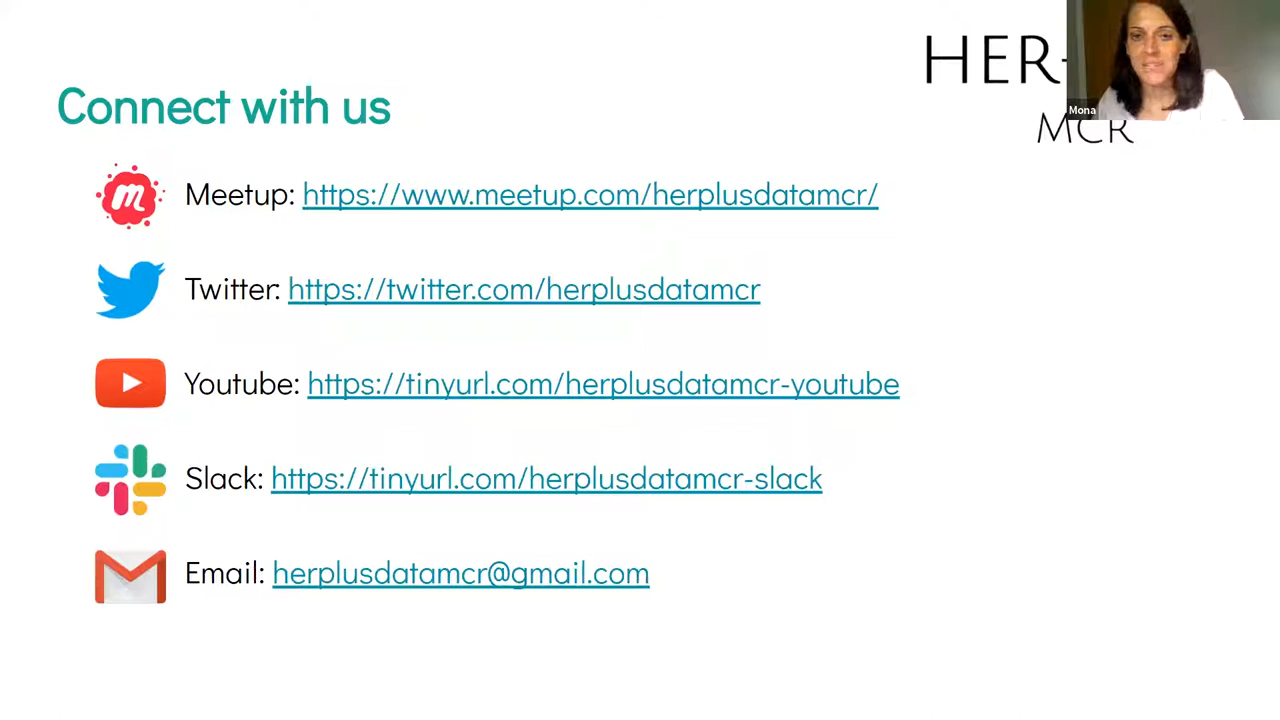 HER-
MCR
Mona
Connect with us
Meetup: https://www.meetup.com/herplusdatamcr/
Twitter: https://twitter.com/herplusdatamcr
Youtube: https://tinyurl.com/herplusdatamcr-youtube
Slack: https://tinyurl.com/herplusdatamcr-slack
Email: herplusdatamcr@gmail.com